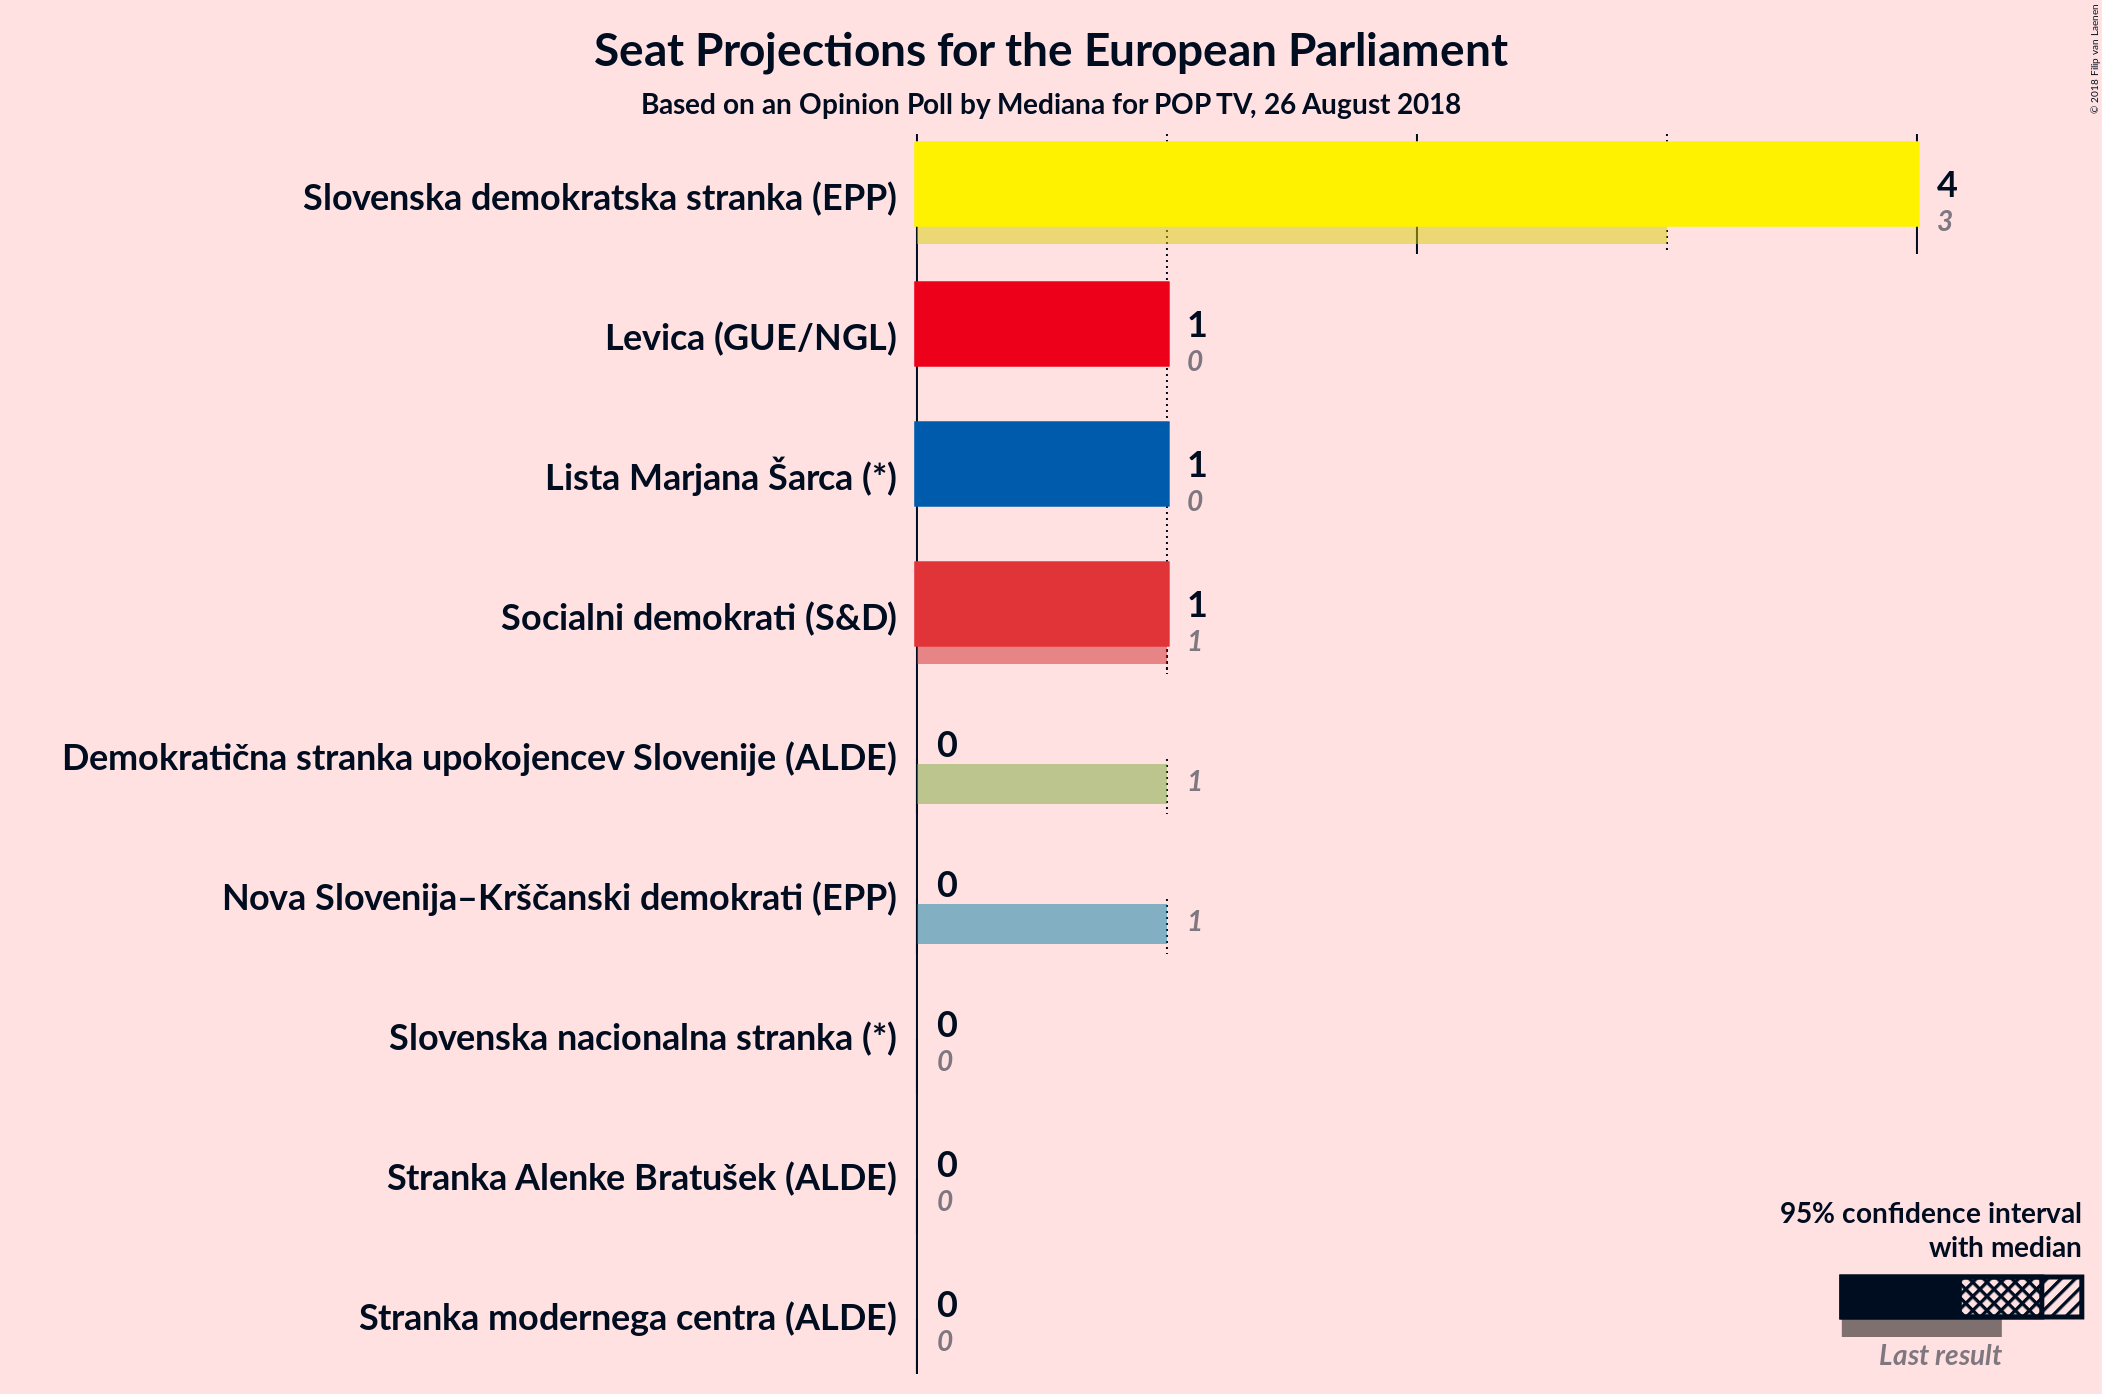 Seat Projections for the European Parliament
Based on an Opinion Poll by Mediana for POP TV, 26 August 2018
© 2018 Filip van Laenen
Slovenska demokratska stranka (EPP)
4
3
Levica (GUE/NGL)
1
0
Lista Marjana Šarca (*)
1
0
Socialni demokrati (S&D)
1
1
Demokratična stranka upokojencev Slovenije (ALDE)
0
1
Nova Slovenija–Krščanski demokrati (EPP)
0
1
Slovenska nacionalna stranka (*)
0
0
Stranka Alenke Bratušek (ALDE)
0
0
Stranka modernega centra (ALDE)
0
0
95% confidence interval
with median
Last result